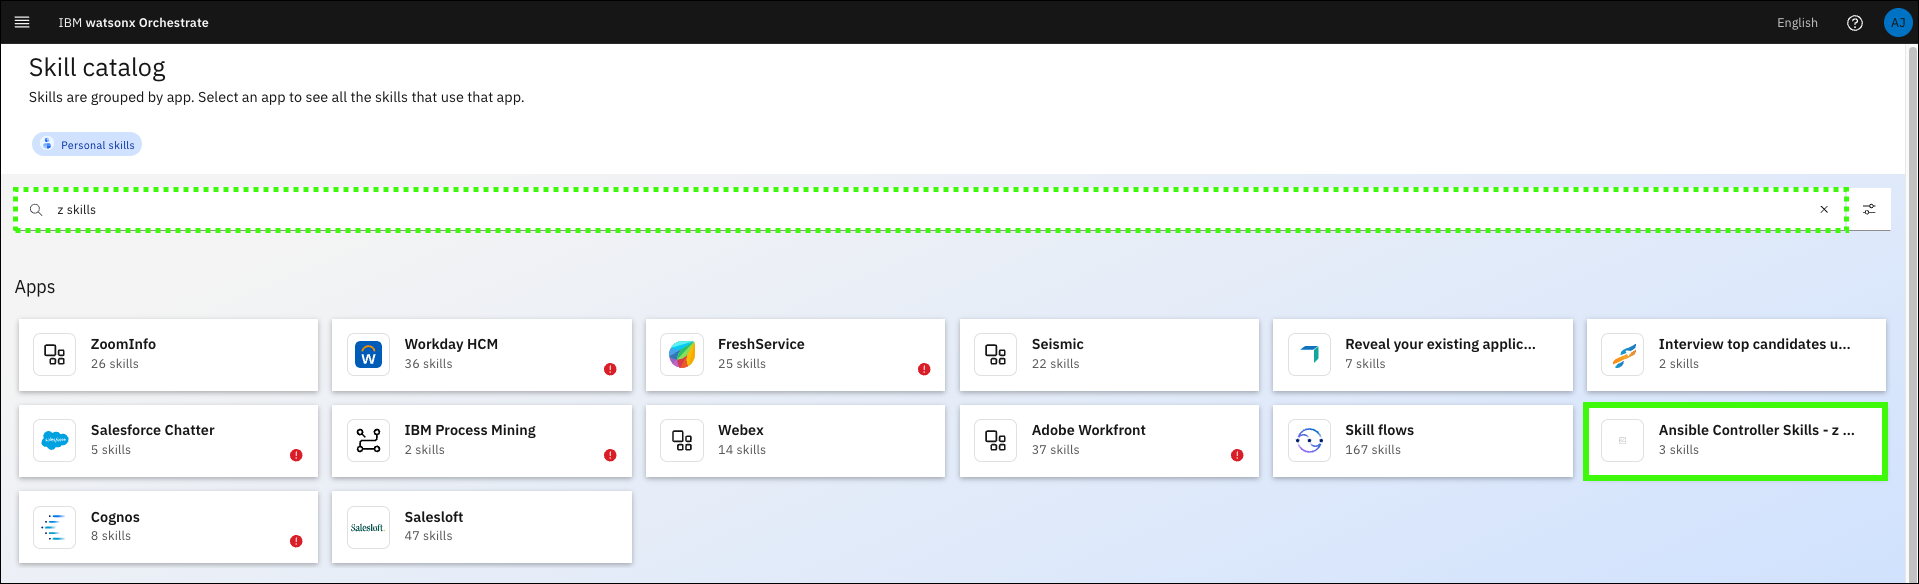 IBM watsonx Orchestrate
English
AJ
Skill catalog
Skills are grouped by app. Select an app to see all the skills that use that app.
Personal skills
z skills
Apps
ZoomInfo
26 skills
Workday HCM
36 skills
FreshService
25 skills
Seismic
22 skills
Reveal your existing applic...
7 skills
Interview top candidates u...
2 skills
Salesforce Chatter
5 skills
IBM Process Mining
2 skills
Webex
14 skills
Adobe Workfront
37 skills
Skill flows
167 skills
Ansible Controller Skills - z ...
3 skills
Cognos
8 skills
Salesloft.
Salesloft
47 skills